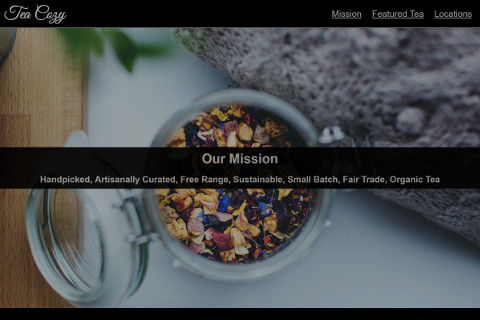 Tea Cozy
Mission Featured Tea Locations
Our Mission
Handpicked, Artisanally Curated, Free Range, Sustainable, Small Batch, Fair Trade, Organic Tea